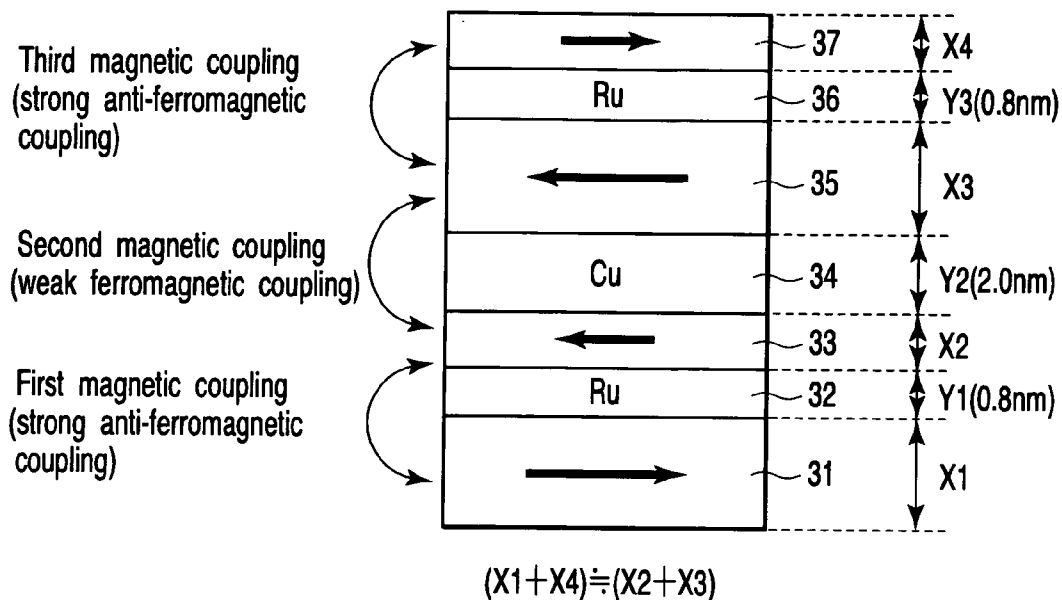 Third magnetic coupling
(strong anti-ferromagnetic
coupling)
Second magnetic coupling
(weak ferromagnetic coupling)
First magnetic coupling
(strong anti-ferromagnetic
coupling)
37
X4
Ru
36
Y3(0.8nm)
35
X3
Cu
34
Y2(2.0nm)
33
X2
Ru
32
Y1(0.8nm)
31
X1
(X1+X4)≒(X2+X3)